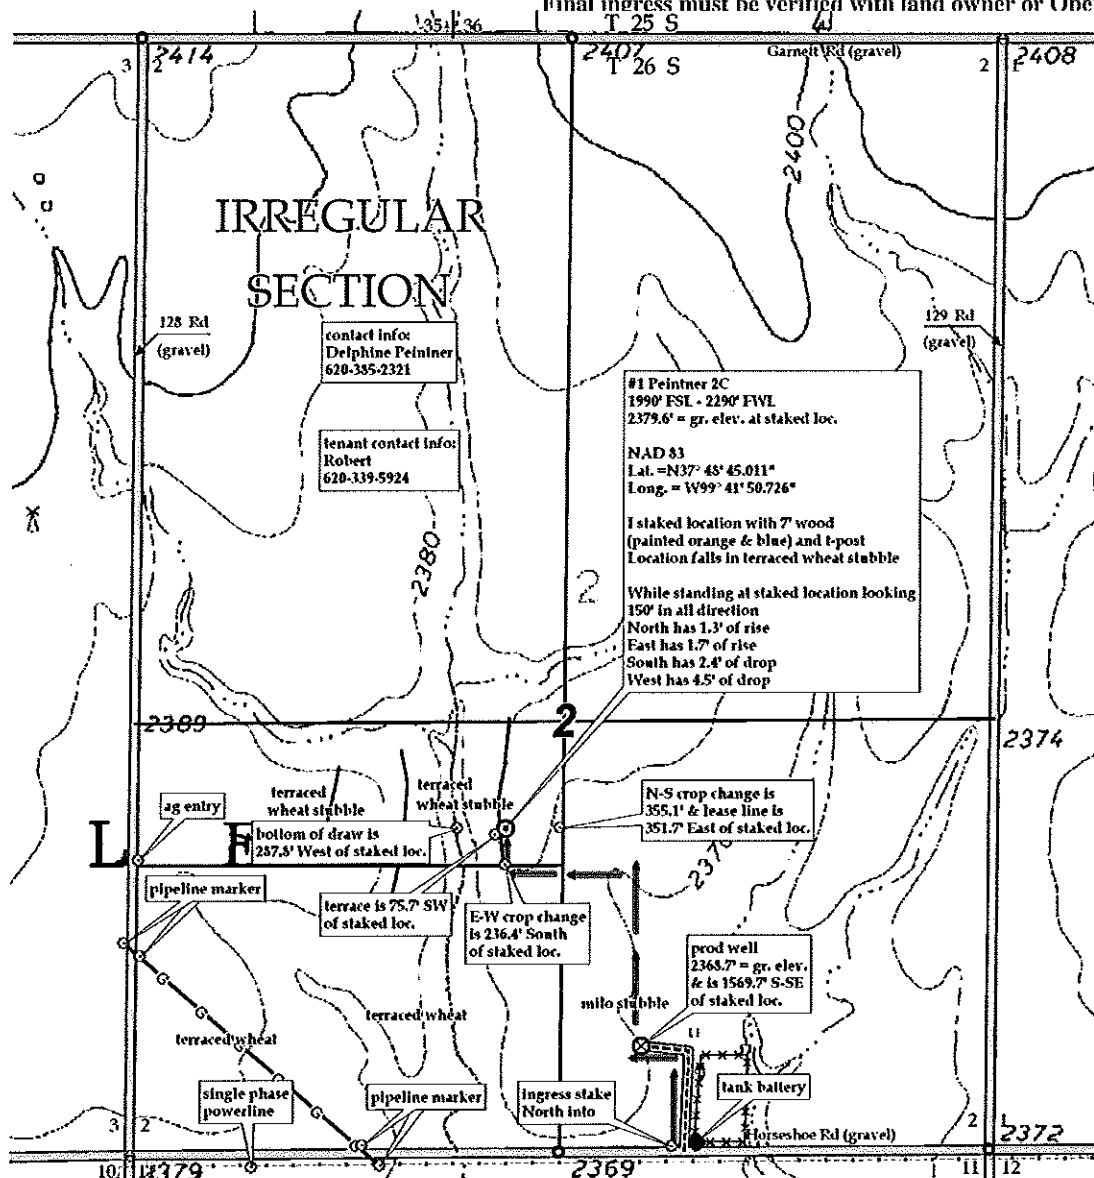 Final ingress must be verified with land owner or
35 36
T 25 S
2414
2407
T 26 S
Garnett Rd (gravel)
2408
3 2
2 1
2400
IRREGULAR
SECTION
128 Rd
(gravel)
129 Rd
(gravel)
contact info:
Delphine Peintner
620-385-2321
tenant contact info:
Robert
620-339-5924
#1 Peintner 2C
1990' FSL - 2290' FWL
2379.6' = gr. elev. at staked loc.
NAD 83
Lat. =N37° 48' 45.011"
Long. = W99° 41' 50.726"
I staked location with 7' wood
(painted orange & blue) and t-post
Location falls in terraced wheat stubble
While standing at staked location looking
150' in all direction
North has 1.3' of rise
East has 1.7' of rise
South has 2.4' of drop
West has 4.5' of drop
2380
2
2389
2
2374
ag entry
terraced
wheat stubble
terraced
wheat stubble
N-S crop change is
355.1' & lease line is
351.7' East of staked loc.
L
bottom of draw is
287.8' West of staked loc.
2370
pipeline marker
terrace is 75.7' SW
of staked loc.
E-W crop change
is 236.4' South
of staked loc.
prod well
2368.7' = gr. elev.
& is 1569.7' S-SE
of staked loc.
milo stubble
terraced wheat
terraced wheat
single phase
powerline
pipeline marker
ingress stake
North into
tank battery
3 2
2 1
Horseshoe Rd (gravel)
2372
10
2379
2369
11 12